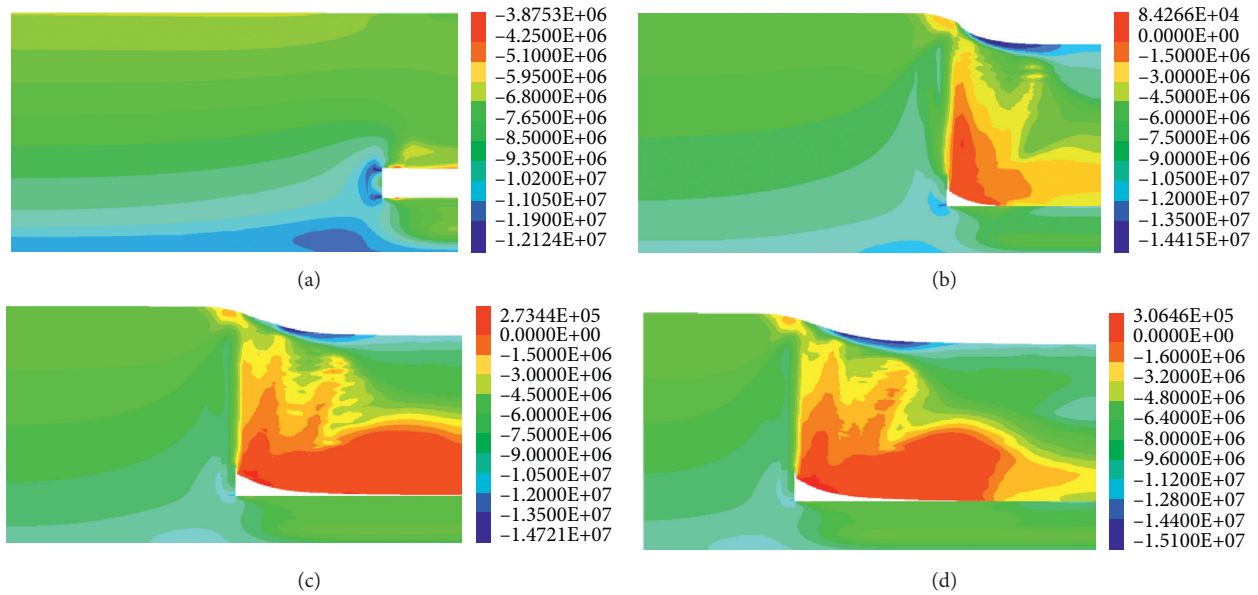 −3.8753E+06
−4.2500E+06
−5.1000E+06
−5.9500E+06
−6.8000E+06
−7.6500E+06
−8.5000E+06
−9.3500E+06
−1.0200E+07
−1.1050E+07
−1.1900E+07
−1.2124E+07
(a)
8.4266E+04
0.0000E+00
−1.5000E+06
−3.0000E+06
−4.5000E+06
−6.0000E+06
−7.5000E+06
−9.0000E+06
−1.0500E+07
−1.2000E+07
−1.3500E+07
−1.4415E+07
(b)
2.7344E+05
0.0000E+00
−1.5000E+06
−3.0000E+06
−4.5000E+06
−6.0000E+06
−7.5000E+06
−9.0000E+06
−1.0500E+07
−1.2000E+07
−1.3500E+07
−1.4721E+07
(c)
3.0646E+05
0.0000E+00
−1.6000E+06
−3.2000E+06
−4.8000E+06
−6.4000E+06
−8.0000E+06
−9.6000E+06
−1.1200E+07
−1.2800E+07
−1.4400E+07
−1.5100E+07
(d)